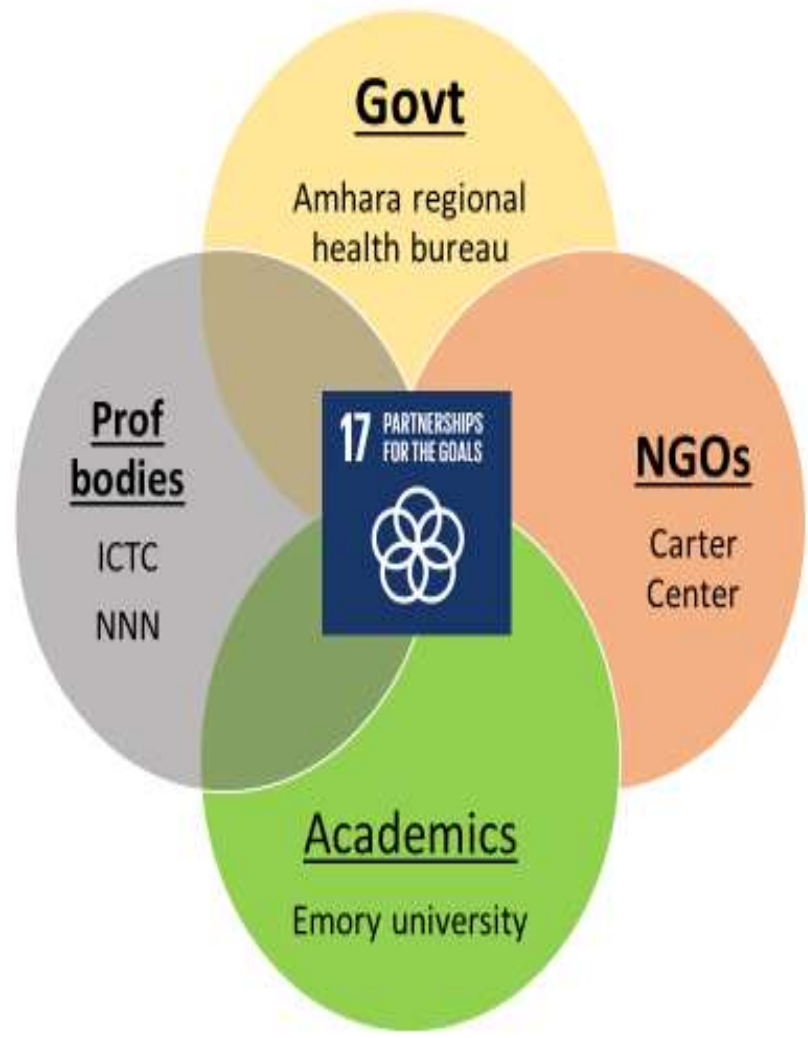 Govt
Amhara regional
health bureau
Prof
bodies
ICTC
NNN
17 PARTNERSHIPS
FOR THE GOALS
NGOs
Carter
Center
Academics
Emory university